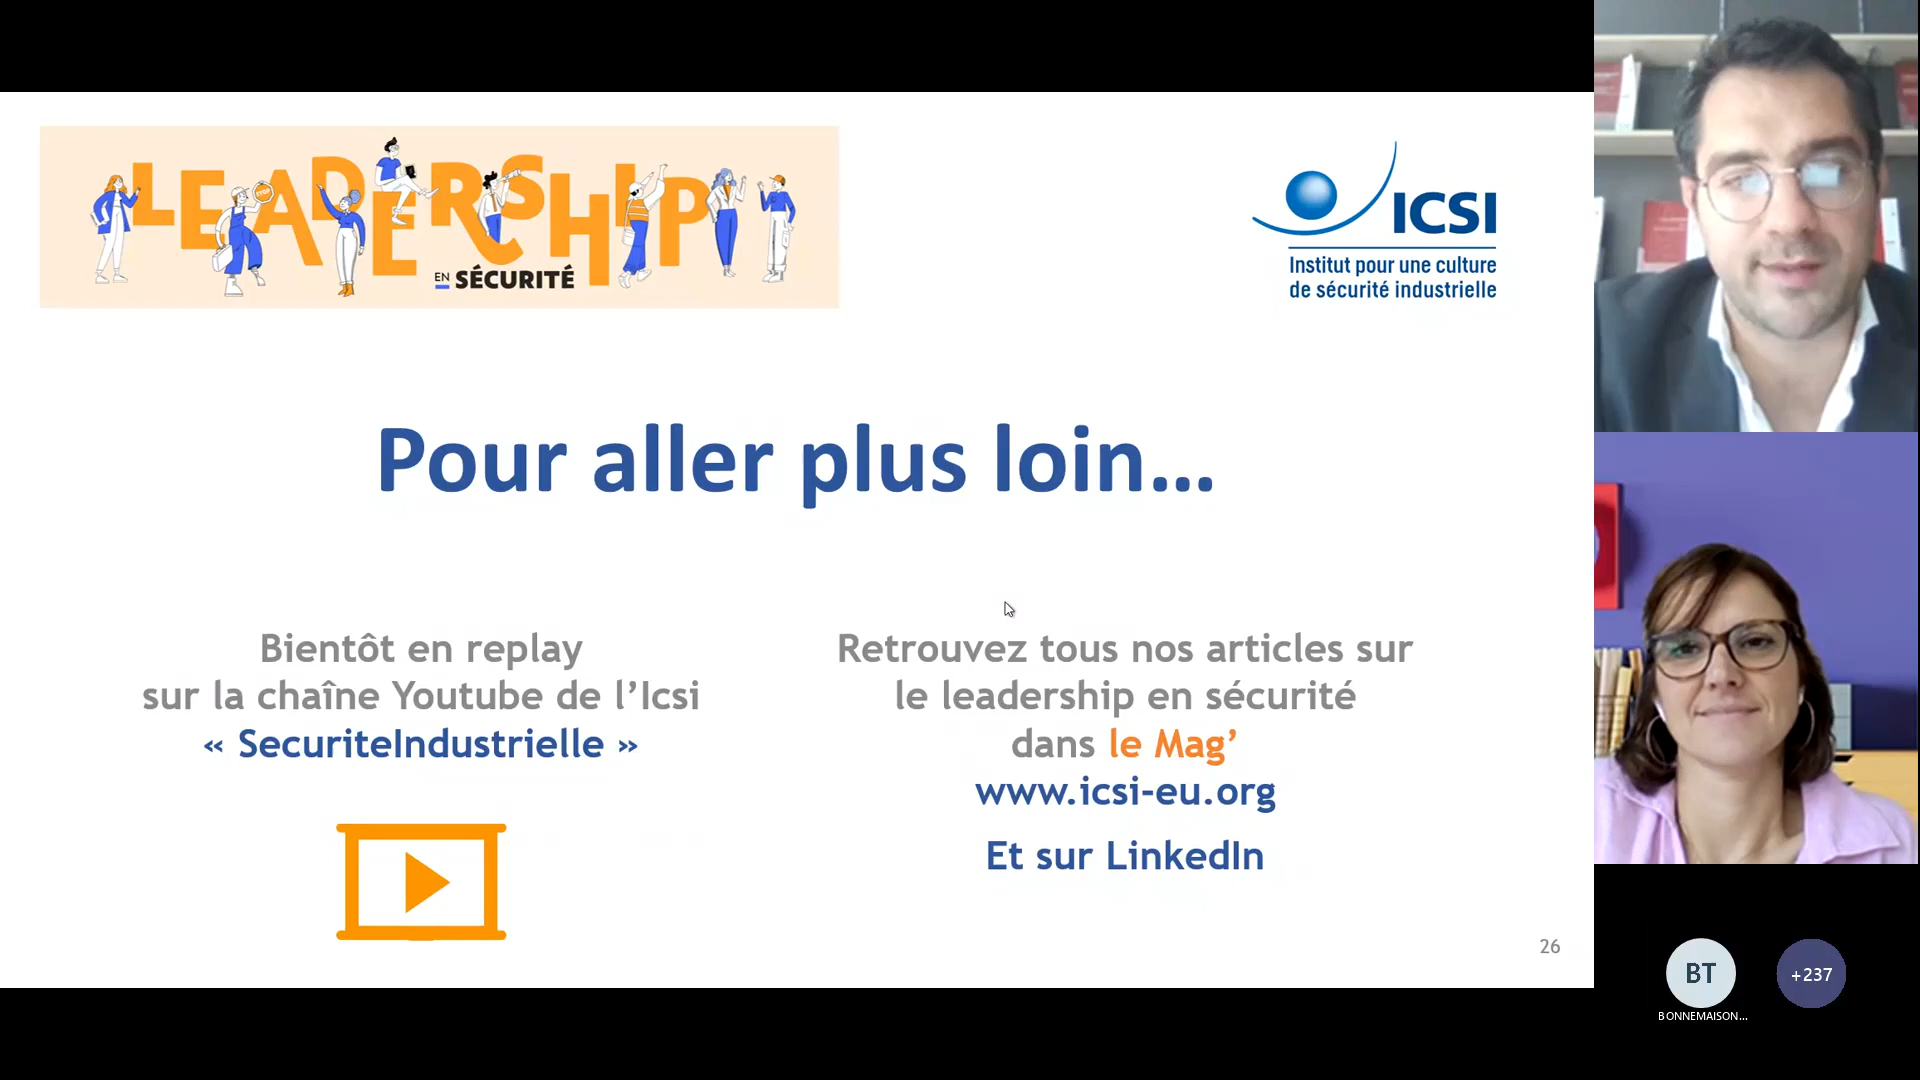 LEADERSHIP
EN SÉCURITÉ
STOP
ICSI
Institut pour une culture
de sécurité industrielle
Pour aller plus loin...
Bientôt en replay
sur la chaîne Youtube de l’Icsi
« SecuriteIndustrielle »
Retrouvez tous nos articles sur
le leadership en sécurité
dans le Mag’
www.icsi-eu.org
Et sur LinkedIn
26
BT
+237
BONNEMAISON...